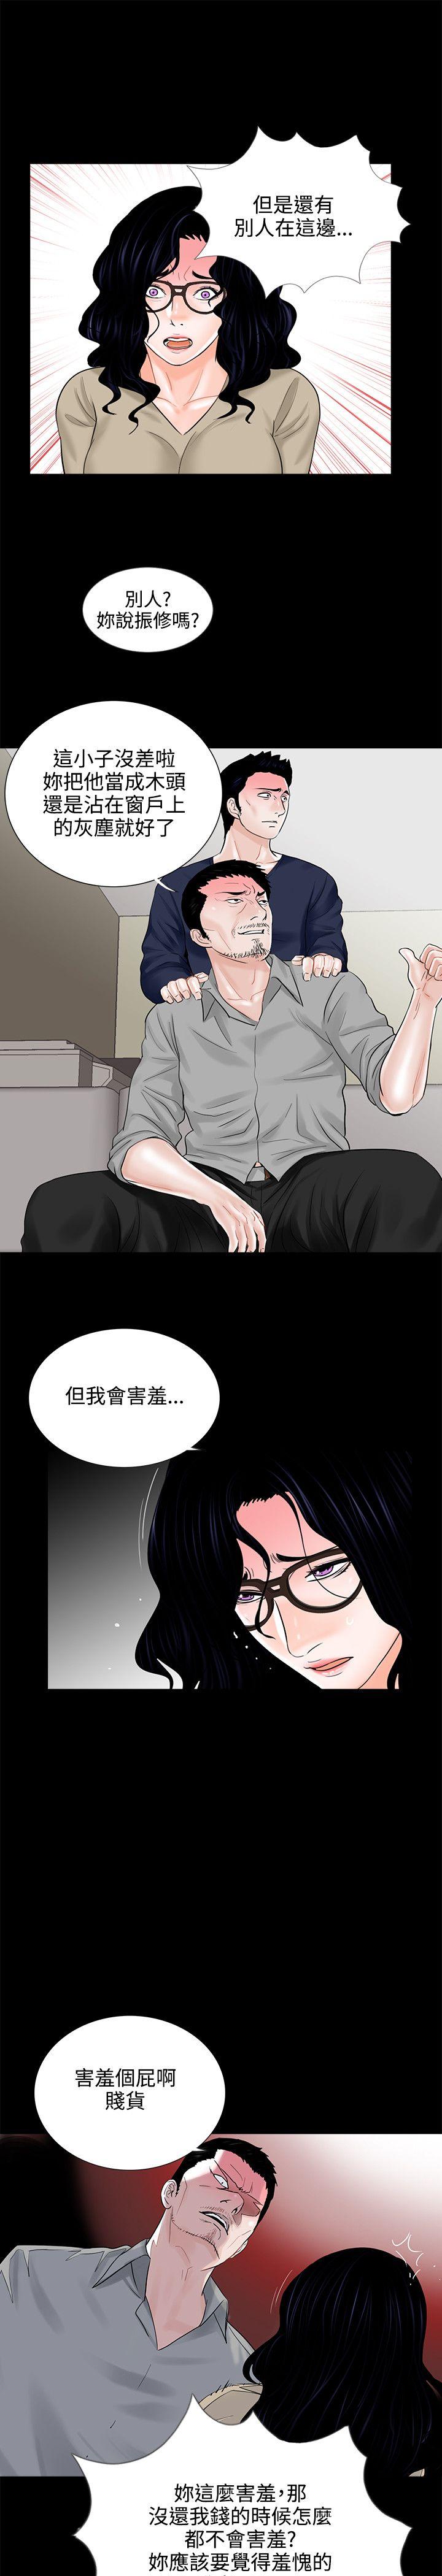 但是還有
別人在這邊...
別人?
妳說振修嗎?
這小子沒差啦
妳把他當成木頭
還是沾在窗戶上
的灰塵就好了
但我會害羞...
害羞個屁啊
賤貨
妳這麼害羞,那
沒還我錢的時候怎麼
都不會害羞?
妳應該要覺得羞愧的